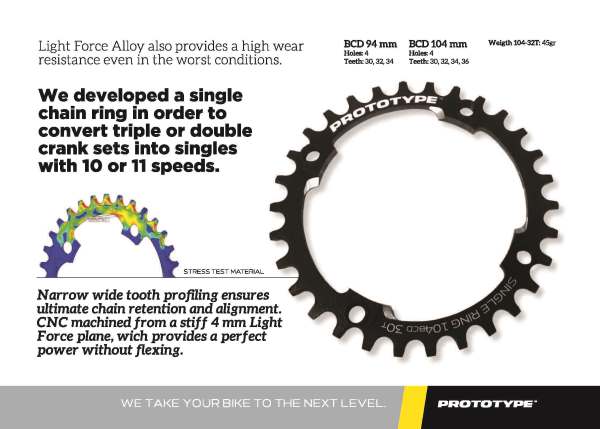 Light Force Alloy also provides a high wear
resistance even in the worst conditions.
BCD 94 mm
Holes: 4
Teeth: 30, 32, 34
BCD 104 mm
Holes: 4
Teeth: 30, 32, 34, 36
Weigth 104-32T: 45gr
We developed a single
chain ring in order to
convert triple or double
crank sets into singles
with 10 or 11 speeds.
PROTOTYPE
STRESS TEST MATERIAL
Narrow wide tooth profiling ensures
ultimate chain retention and alignment.
CNC machined from a stiff 4 mm Light
Force plane, wich provides a perfect
power without flexing.
SINGLE RING 104BCD 30T
WE TAKE YOUR BIKE TO THE NEXT LEVEL.
PROTOTYPE™